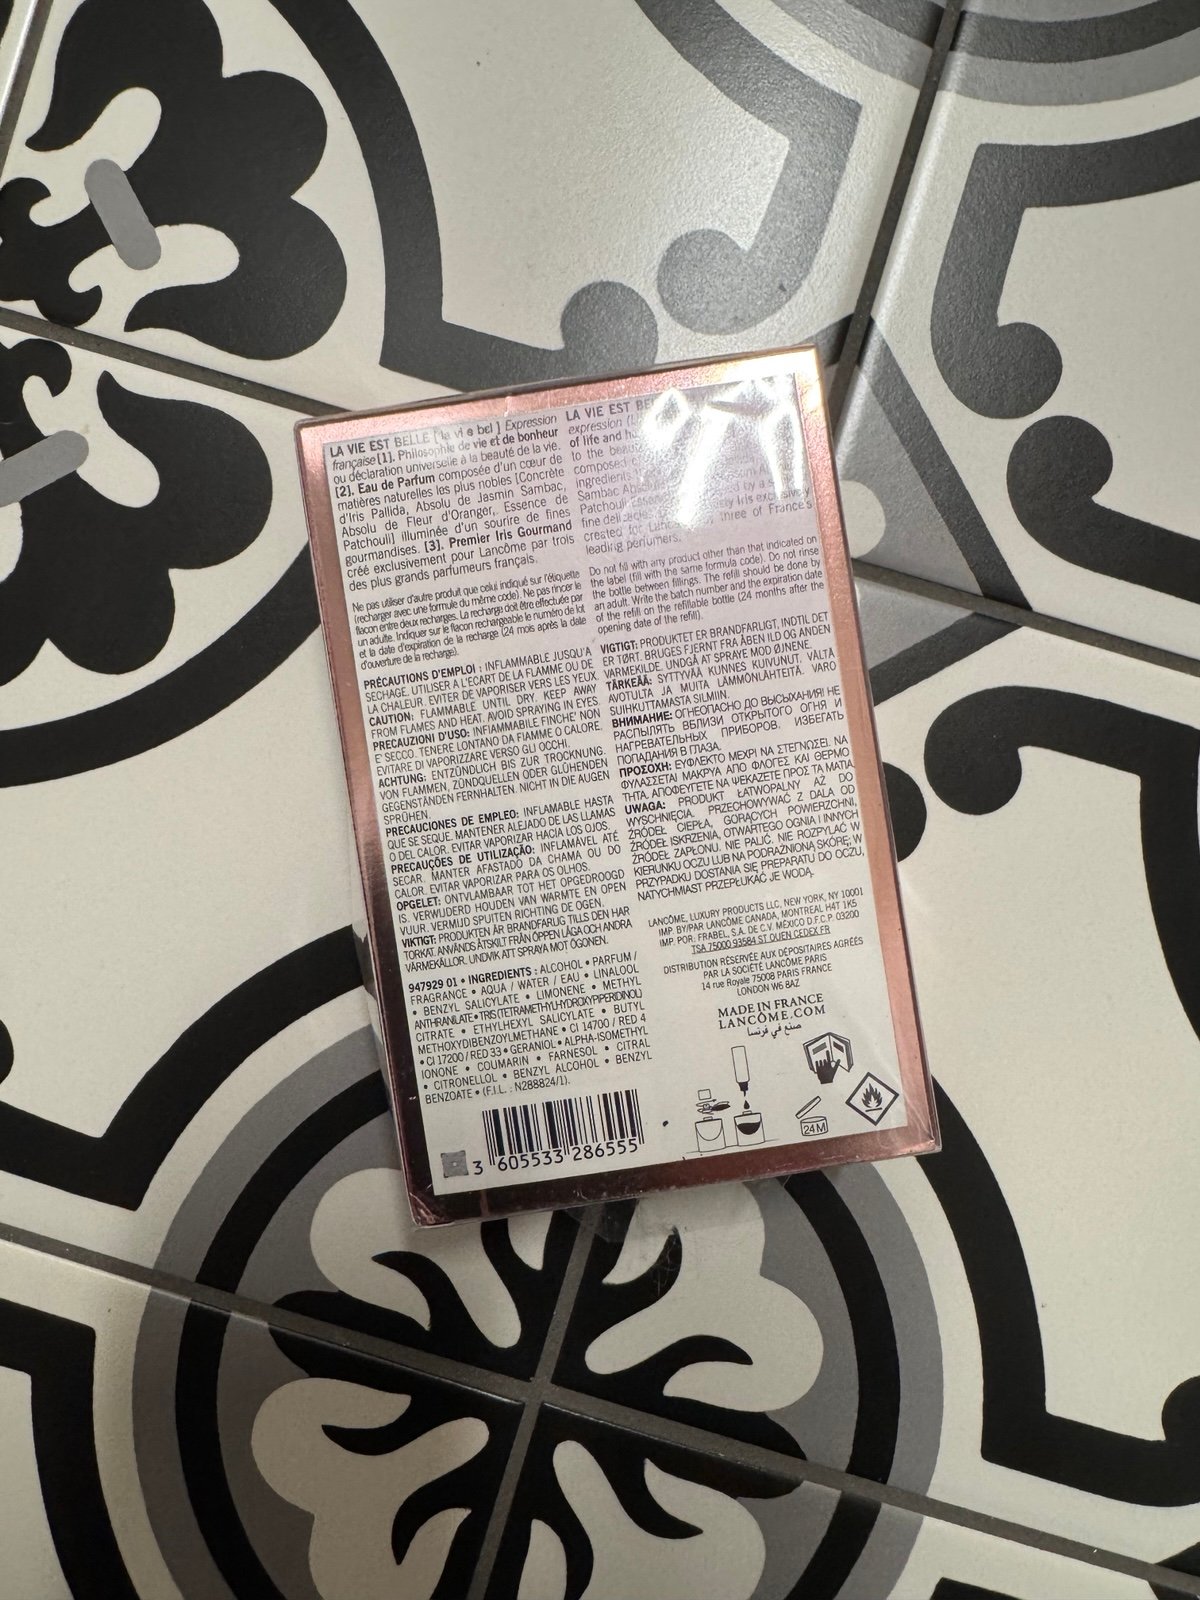 LA VIE EST BELLE [la vi ɛ bɛl] Expression
française [1]. Philosophie de vie et de bonheur
ou déclaration universelle à la beauté de la vie.
[2]. Eau de Parfum composée d'un cœur de
matières naturelles les plus nobles [Concrète
d'Iris Pallida, Absolu de Jasmin Sambac,
Absolu de Fleur d'Oranger, Essence de
Patchouli] illuminée d'un sourire de fines
gourmandises. [3]. Premier Iris Gourmand
créé exclusivement pour Lancôme par trois
des plus grands parfumeurs français.
Ne pas utiliser d'autre produit que celui indiqué sur l'étiquette
(recharger avec une formule du même code). Ne pas rincer le
flacon entre deux recharges. La recharge doit être effectuée par
un adulte. Indiquer sur le flacon rechargeable le numéro de lot
et la date d'expiration de la recharge (24 mois après la date
d'ouverture de la recharge).
PRÉCAUTIONS D'EMPLOI : INFLAMMABLE JUSQU'A
SECHAGE. UTILISER A L'ECART DE LA FLAMME OU DE
LA CHALEUR. EVITER DE VAPORISER VERS LES YEUX.
CAUTION: FLAMMABLE UNTIL DRY. KEEP AWAY
FROM FLAMES AND HEAT. AVOID SPRAYING IN EYES.
PRECAUZIONI D'USO: INFIAMMABILE FINCHE' NON
E' SECCO. TENERE LONTANO DA FIAMME O CALORE.
EVITARE DI VAPORIZZARE VERSO GLI OCCHI.
ACHTUNG: ENTZÜNDLICH BIS ZUR TROCKNUNG.
VON FLAMMEN, ZÜNDQUELLEN ODER GLÜHENDEN
GEGENSTÄNDEN FERNHALTEN. NICHT IN DIE AUGEN
SPRÜHEN.
PRECAUCIONES DE EMPLEO: INFLAMABLE HASTA
QUE SE SEQUE. MANTENER ALEJADO DE LAS LLAMAS
O DEL CALOR. EVITAR VAPORIZAR HACIA LOS OJOS.
PRECAUÇÕES DE UTILIZAÇÃO: INFLAMÁVEL ATÉ
SECAR. MANTER AFASTADO DA CHAMA OU DO
CALOR. EVITAR VAPORIZAR PARA OS OLHOS.
OPGELET: ONTVLAMBAAR TOT HET OPGEDROOGD
IS. VERWIJDERD HOUDEN VAN WARMTE EN OPEN
VUUR. VERMIJD SPUITEN RICHTING DE OGEN.
VIKTIGT: PRODUKTEN ÄR BRANDFARLIG TILLS DEN HAR
TORKAT. ANVÄNDS ÅTSKILT FRÅN ÖPPEN LÅGA OCH ANDRA
VÄRMEKÄLLOR. UNDVIK ATT SPRAYA MOT ÖGONEN.
947929 01 • INGREDIENTS : ALCOHOL • PARFUM /
FRAGRANCE • AQUA / WATER / EAU • LINALOOL
• BENZYL SALICYLATE • LIMONENE • METHYL
ANTHRANILATE • TRIS(TETRAMETHYLHYDROXYPIPERIDINOL)
CITRATE • ETHYLHEXYL SALICYLATE • BUTYL
METHOXYDIBENZOYLMETHANE • CI 14700 / RED 4
• CI 17200 / RED 33 • GERANIOL • ALPHA-ISOMETHYL
IONONE • COUMARIN • FARNESOL • CITRAL
• CITRONELLOL • BENZYL ALCOHOL • BENZYL
BENZOATE • (F.I.L. : N288824/1).
3 605533 286555
LA VIE EST BEL
expression
of life and
to the
composed
ingredients
Sambac
Patchouli Essence by a
fine Iris exclusively
created for Lancôme three of France's
leading perfumers.
Do not fill with any product other than that indicated on
the label (fill with the same formula code). Do not rinse
the bottle between fillings. The refill should be done by
an adult. Write the batch number and the expiration date
of the refill on the refillable bottle (24 months after the
opening date of the refill).
VIGTIGT: PRODUKTET ER BRANDFARLIGT, INDTIL DET
ER TØRT. BRUGES FJERNT FRA ÅBEN ILD OG ANDEN
VARMEKILDE. UNDGÅ AT SPRAYE MOD ØJNENE.
TÄRKEÄÄ: SYTTYVÄÄ KUNNES KUIVUNUT. VÄLTÄ
AVOTULTA JA MUITA LÄMMÖNLÄHTEITÄ. VARO
SUIHKUTTAMASTA SILMIIN.
ВНИМАНИЕ: ОГНЕОПАСНО ДО ВЫСЫХАНИЯ! НЕ
РАСПЫЛЯТЬ ВБЛИЗИ ОТКРЫТОГО ОГНЯ И
НАГРЕВАТЕЛЬНЫХ ПРИБОРОВ. ИЗБЕГАТЬ
ПОПАДАНИЯ В ГЛАЗА.
ΠΡΟΣΟΧΗ: ΕΥΦΛΕΚΤΟ ΜΕΧΡΙ ΝΑ ΣΤΕΓΝΩΣΕΙ. ΝΑ
ΦΥΛΑΣΣΕΤΑΙ ΜΑΚΡΥΑ ΑΠΟ ΦΛΟΓΕΣ ΚΑΙ ΘΕΡΜΟ
ΤΗΤΑ. ΑΠΟΦΕΥΓΕΤΕ ΝΑ ΨΕΚΑΖΕΤΕ ΠΡΟΣ ΤΑ ΜΑΤΙΑ.
UWAGA: PRODUKT ŁATWOPALNY AŻ DO
WYSCHNIĘCIA. PRZECHOWYWAĆ Z DALA OD
ŹRÓDEŁ CIEPŁA, GORĄCYCH POWIERZCHNI,
ŹRÓDEŁ ISKRZENIA, OTWARTEGO OGNIA I INNYCH
ŹRÓDEŁ ZAPŁONU. NIE PALIĆ. NIE ROZPYLAĆ W
KIERUNKU OCZU LUB NA PODRAŻNIONĄ SKÓRĘ; W
PRZYPADKU DOSTANIA SIĘ PREPARATU DO OCZU,
NATYCHMIAST PRZEPŁUKAĆ JE WODĄ.
LANCÔME, LUXURY PRODUCTS LLC, NEW YORK, NY 10001
IMP. BY/PAR LANCÔME CANADA, MONTREAL H4T 1K5
IMP. POR: FRABEL, S.A. DE C.V. MÉXICO D.F. C.P. 03200
TSA 75000 93584 ST OUEN CEDEX FR
DISTRIBUTION RÉSERVÉE AUX DÉPOSITAIRES AGRÉÉS
PAR LA SOCIÉTÉ LANCÔME PARIS
14 rue Royale 75008 PARIS FRANCE
LONDON W6 8AZ
MADE IN FRANCE
LANCÔME.COM
صنع في فرنسا
24 M